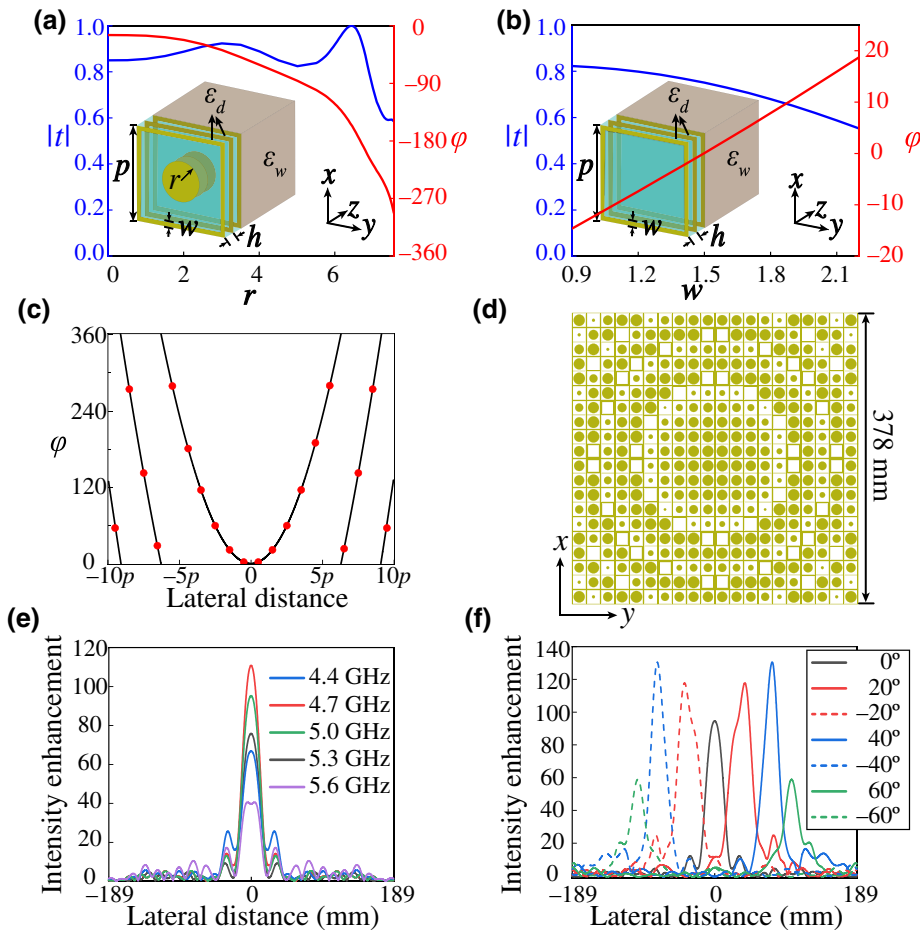 (a)
1.0
0.8
0.6
|t|
0.4
0.2
0.0
0 2 4 6
r
0
−90
−180 φ
−270
−360
ε_d
ε_w
p
r
w
h
x
z
y
(b)
1.0
0.8
0.6
|t|
0.4
0.2
0.0
0.9 1.2 1.5 1.8 2.1
w
20
10
φ
0
−10
−20
ε_d
ε_w
p
w
h
x
z
y
(c)
360
240
φ
120
0
−10p −5p 0 5p 10p
Lateral distance
(d)
378 mm
x
y
(e)
Intensity enhancement
120
100
80
60
40
20
0
−189 0 189
Lateral distance (mm)
4.4 GHz
4.7 GHz
5.0 GHz
5.3 GHz
5.6 GHz
(f)
Intensity enhancement
140
120
100
80
60
40
20
0
−189 0 189
Lateral distance (mm)
0º
20º
−20º
40º
−40º
60º
−60º